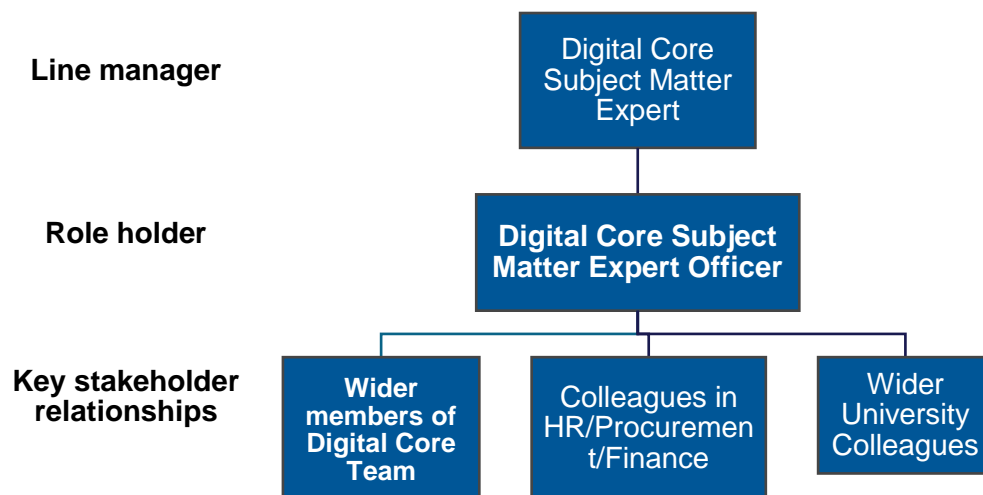 Line manager
Digital Core
Subject Matter
Expert
Role holder
Digital Core Subject
Matter Expert Officer
Key stakeholder
relationships
Wider
members of
Digital Core
Team
Colleagues in
HR/Procuremen
t/Finance
Wider
University
Colleagues